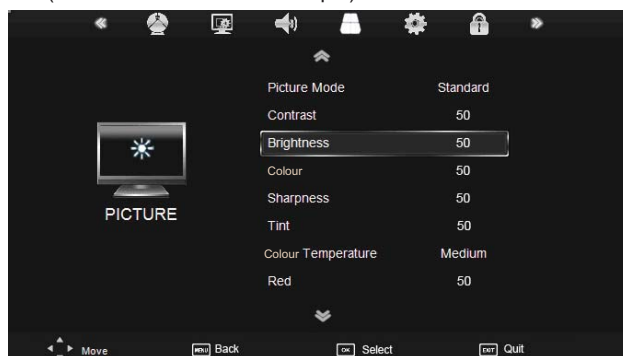 Picture Mode Standard
Contrast 50
Brightness 50
Colour 50
Sharpness 50
Tint 50
Colour Temperature Medium
Red 50
PICTURE
Move MENU Back OK Select EXIT Quit